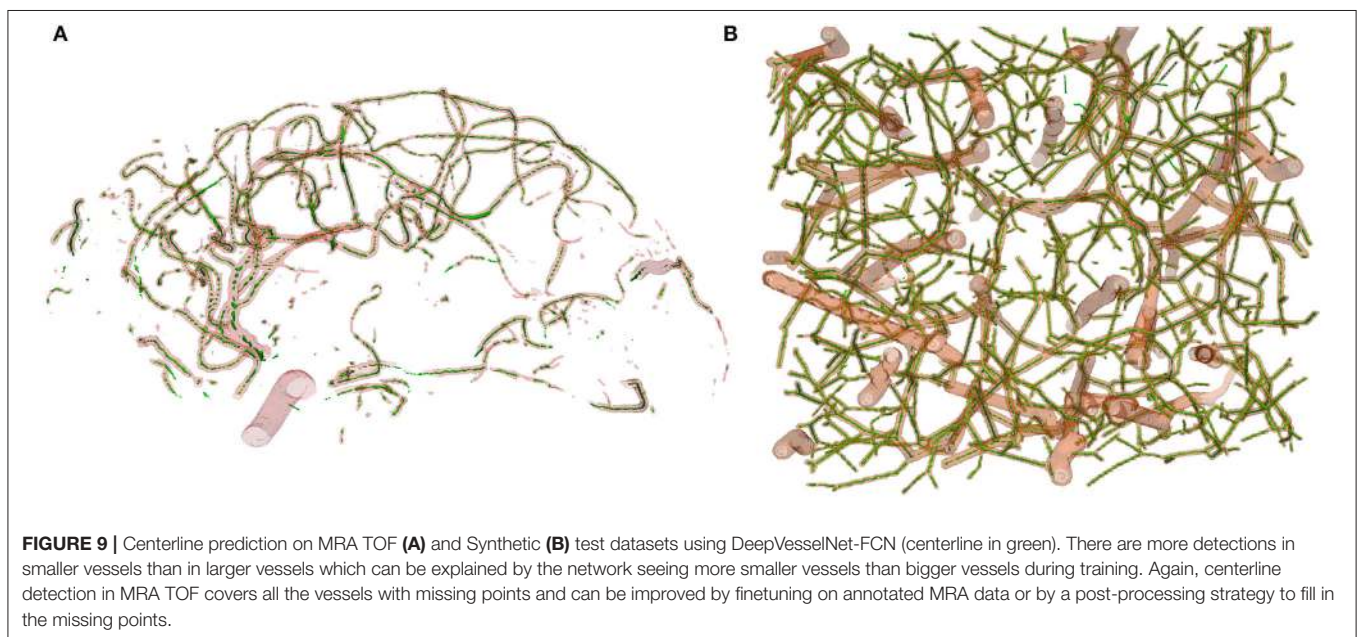 A
B
FIGURE 9 | Centerline prediction on MRA TOF (A) and Synthetic (B) test datasets using DeepVesselNet-FCN (centerline in green). There are more detections in
smaller vessels than in larger vessels which can be explained by the network seeing more smaller vessels than bigger vessels during training. Again, centerline
detection in MRA TOF covers all the vessels with missing points and can be improved by finetuning on annotated MRA data or by a post-processing strategy to fill in
the missing points.